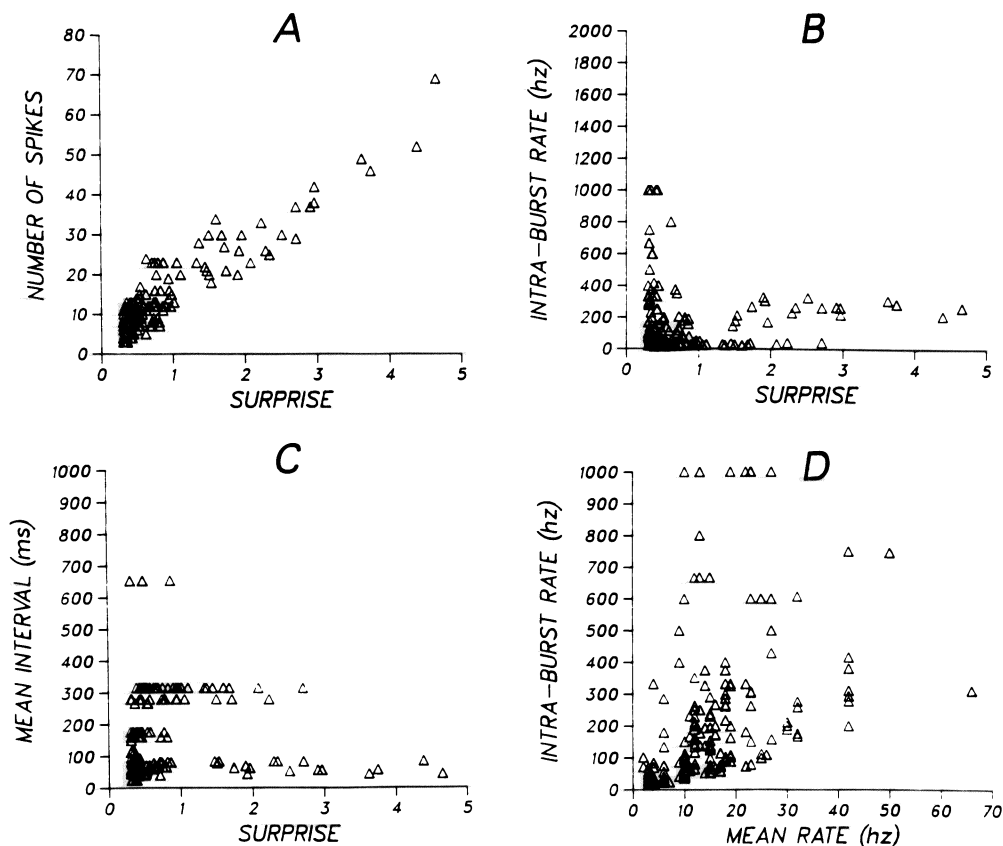 A
NUMBER OF SPIKES
80
70
60
50
40
30
20
10
0
0 1 2 3 4 5
SURPRISE
B
INTRA-BURST RATE (hz)
2000
1800
1600
1400
1200
1000
800
600
400
200
0
0 1 2 3 4 5
SURPRISE
C
MEAN INTERVAL (ms)
1000
900
800
700
600
500
400
300
200
100
0
0 1 2 3 4 5
SURPRISE
D
INTRA-BURST RATE (hz)
1000
900
800
700
600
500
400
300
200
100
0
0 10 20 30 40 50 60 70
MEAN RATE (hz)